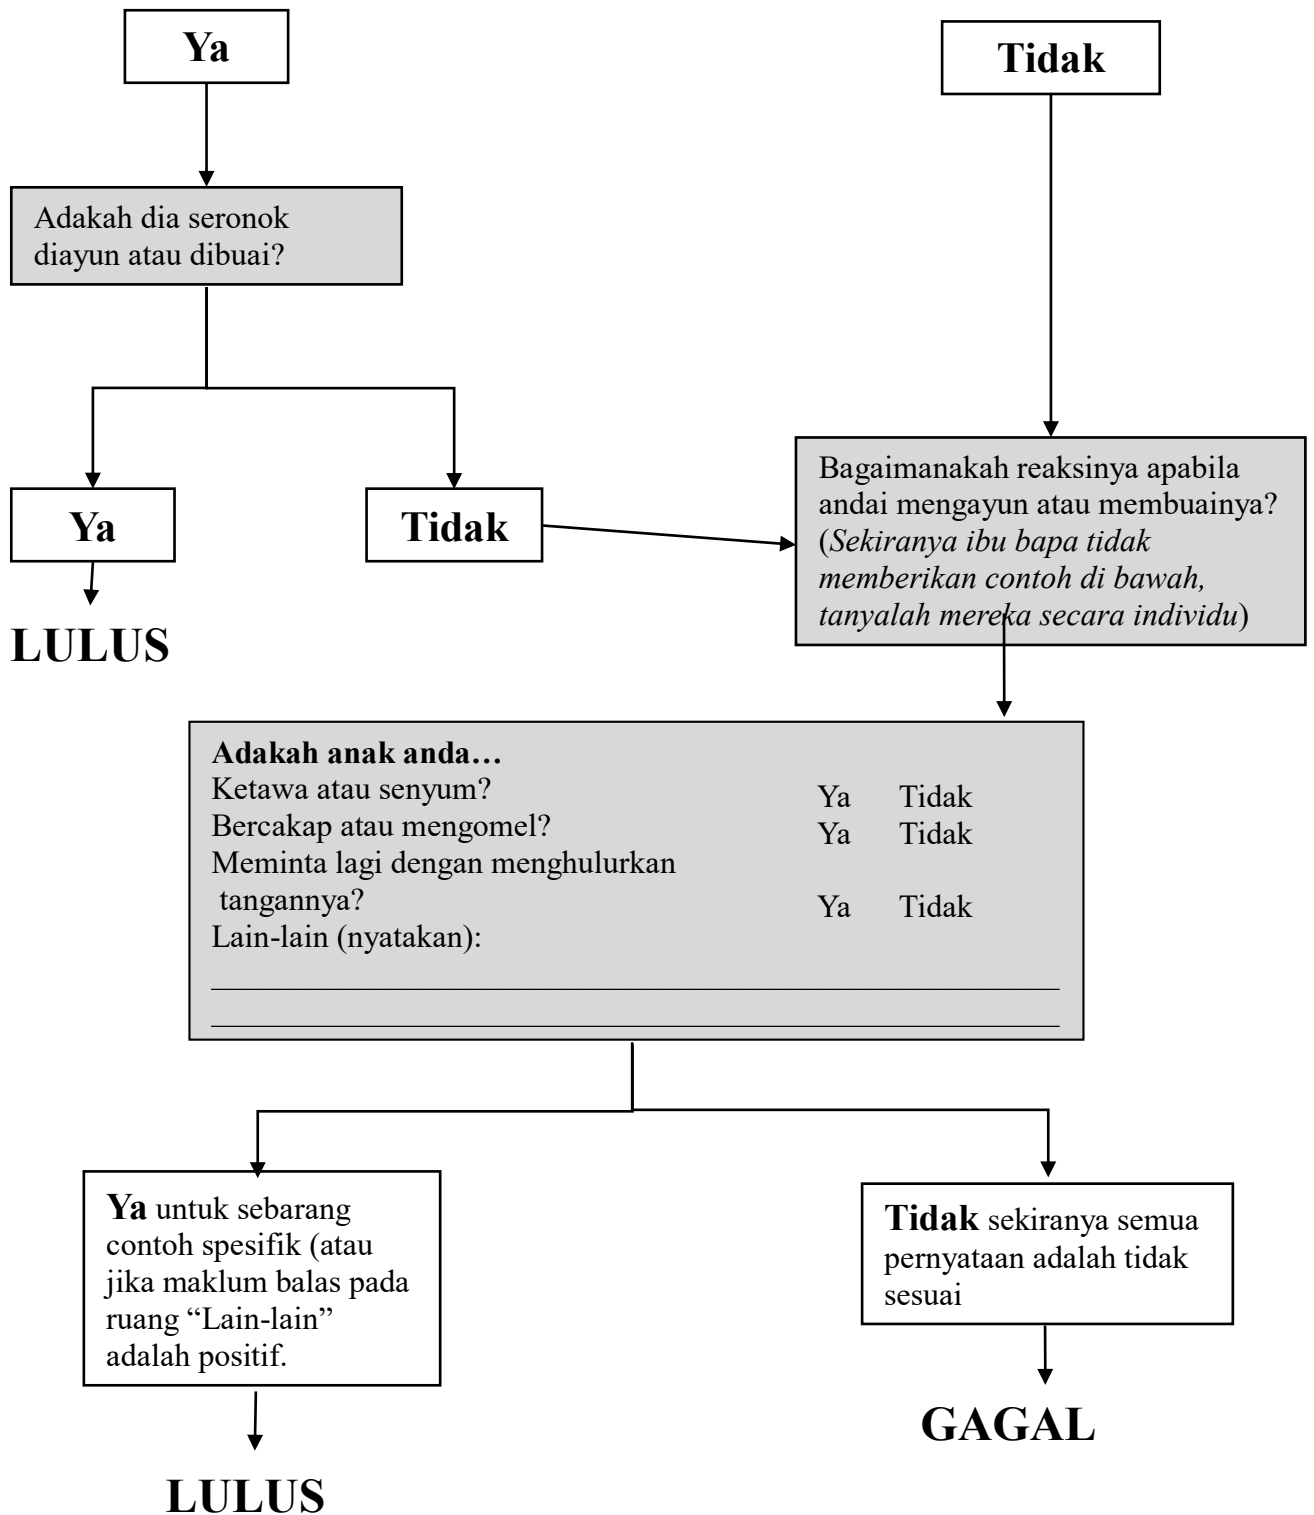 Ya
Tidak
Adakah dia seronok
diayun atau dibuai?
Ya
Tidak
LULUS
Bagaimanakah reaksinya apabila
andai mengayun atau membuainya?
(Sekiranya ibu bapa tidak
memberikan contoh di bawah,
tanyalah mereka secara individu)
Adakah anak anda…
Ketawa atau senyum? Ya Tidak
Bercakap atau mengomel? Ya Tidak
Meminta lagi dengan menghulurkan
tangannya? Ya Tidak
Lain-lain (nyatakan):
Ya untuk sebarang
contoh spesifik (atau
jika maklum balas pada
ruang “Lain-lain”
adalah positif.
Tidak sekiranya semua
pernyataan adalah tidak
sesuai
GAGAL
LULUS